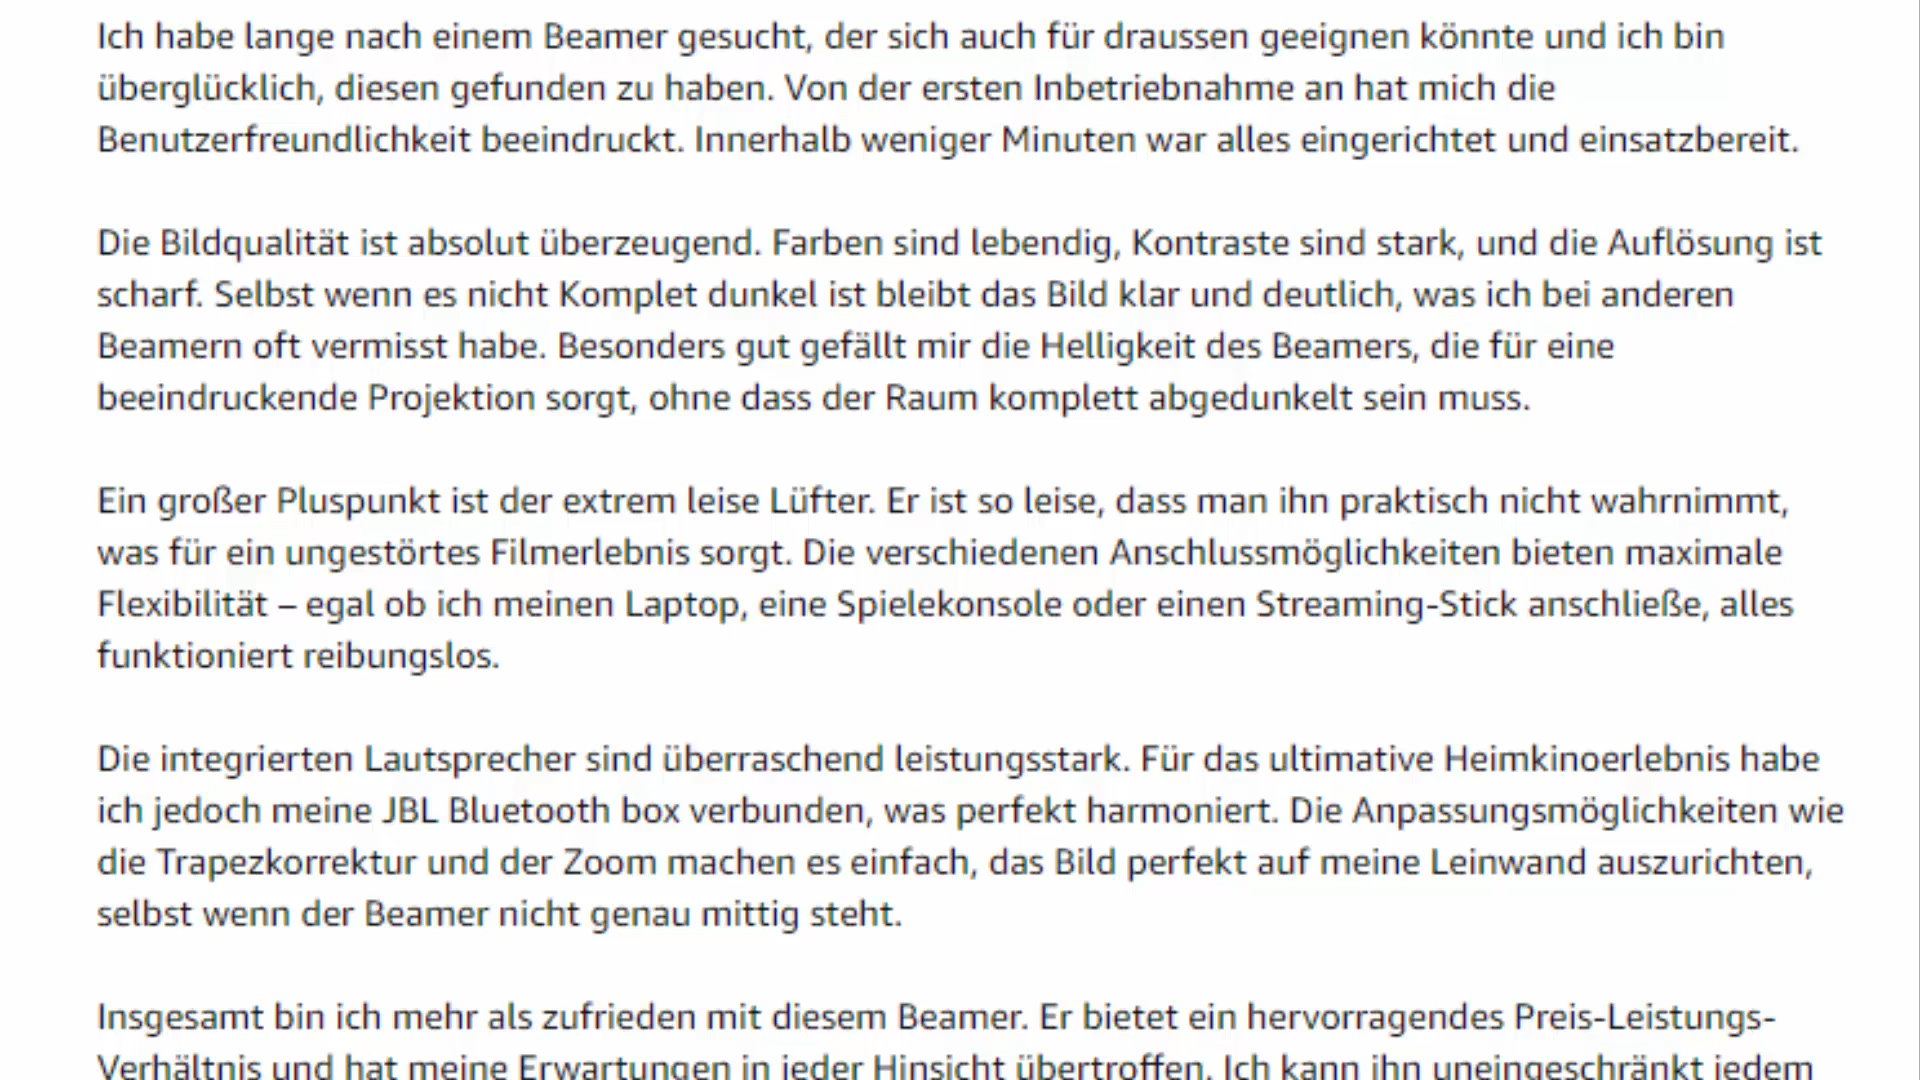 Ich habe lange nach einem Beamer gesucht, der sich auch für draussen geeignen könnte und ich bin
überglücklich, diesen gefunden zu haben. Von der ersten Inbetriebnahme an hat mich die
Benutzerfreundlichkeit beeindruckt. Innerhalb weniger Minuten war alles eingerichtet und einsatzbereit.
Die Bildqualität ist absolut überzeugend. Farben sind lebendig, Kontraste sind stark, und die Auflösung ist
scharf. Selbst wenn es nicht Komplet dunkel ist bleibt das Bild klar und deutlich, was ich bei anderen
Beamern oft vermisst habe. Besonders gut gefällt mir die Helligkeit des Beamers, die für eine
beeindruckende Projektion sorgt, ohne dass der Raum komplett abgedunkelt sein muss.
Ein großer Pluspunkt ist der extrem leise Lüfter. Er ist so leise, dass man ihn praktisch nicht wahrnimmt,
was für ein ungestörtes Filmerlebnis sorgt. Die verschiedenen Anschlussmöglichkeiten bieten maximale
Flexibilität – egal ob ich meinen Laptop, eine Spielekonsole oder einen Streaming-Stick anschließe, alles
funktioniert reibungslos.
Die integrierten Lautsprecher sind überraschend leistungsstark. Für das ultimative Heimkinoerlebnis habe
ich jedoch meine JBL Bluetooth box verbunden, was perfekt harmoniert. Die Anpassungsmöglichkeiten wie
die Trapezkorrektur und der Zoom machen es einfach, das Bild perfekt auf meine Leinwand auszurichten,
selbst wenn der Beamer nicht genau mittig steht.
Insgesamt bin ich mehr als zufrieden mit diesem Beamer. Er bietet ein hervorragendes Preis-Leistungs-
Verhältnis und hat meine Erwartungen in jeder Hinsicht übertroffen. Ich kann ihn uneingeschränkt jedem